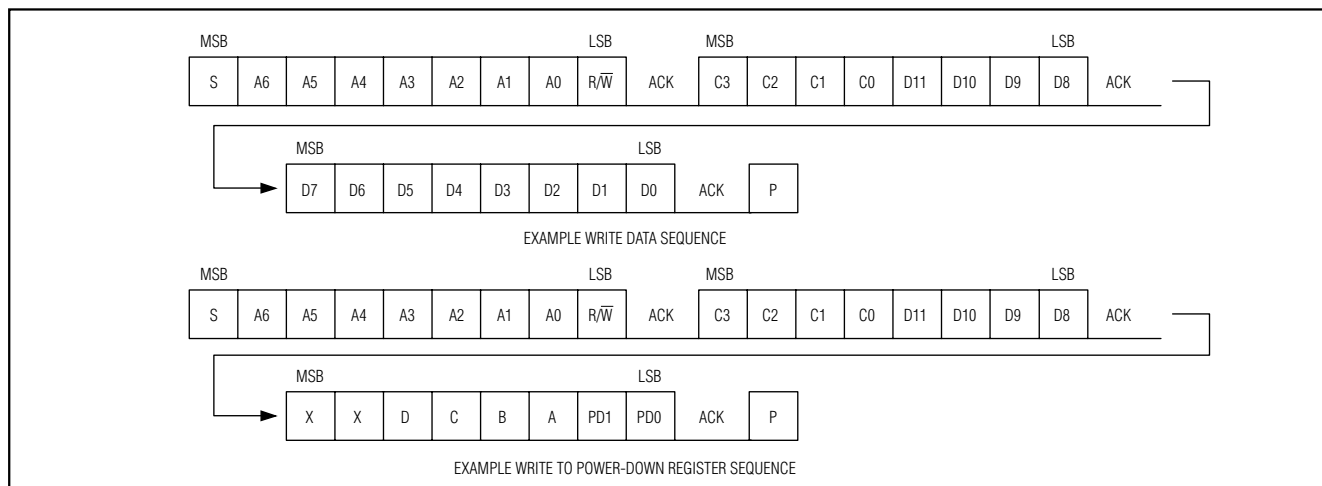 MSB LSB MSB LSB
S A6 A5 A4 A3 A2 A1 A0 R/W̅ ACK C3 C2 C1 C0 D11 D10 D9 D8 ACK
MSB LSB
D7 D6 D5 D4 D3 D2 D1 D0 ACK P
EXAMPLE WRITE DATA SEQUENCE
MSB LSB MSB LSB
S A6 A5 A4 A3 A2 A1 A0 R/W̅ ACK C3 C2 C1 C0 D11 D10 D9 D8 ACK
MSB LSB
X X D C B A PD1 PD0 ACK P
EXAMPLE WRITE TO POWER-DOWN REGISTER SEQUENCE